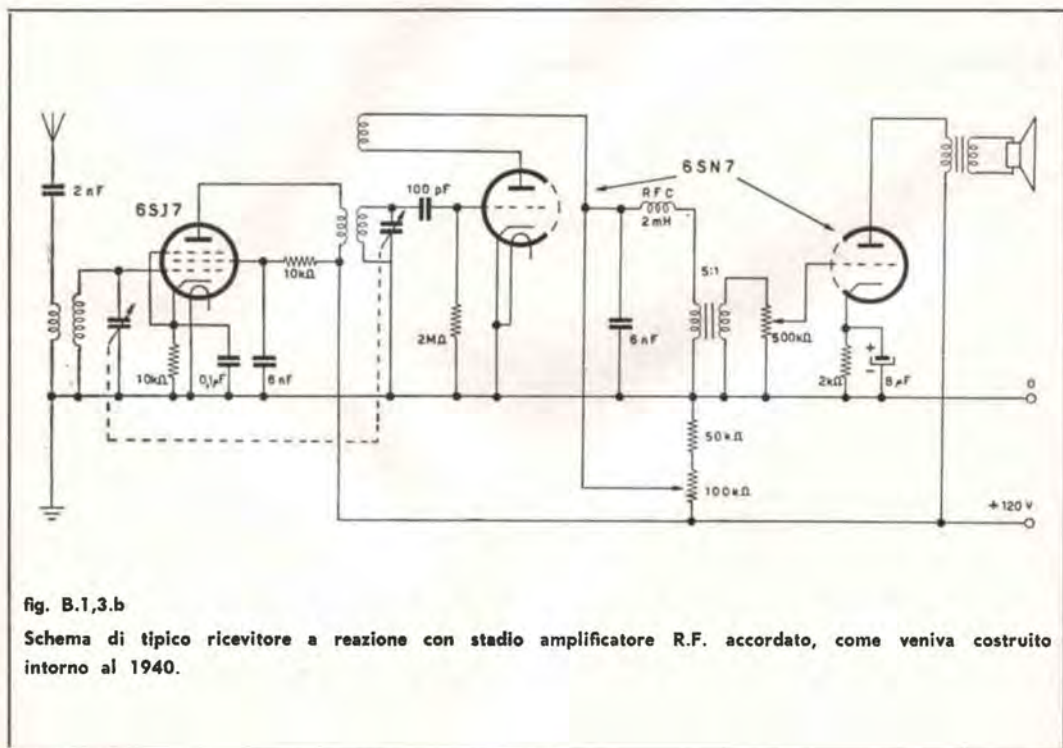 2 nF
6SJ7
10kΩ
10kΩ
0,1µF
6 nF
100 pF
2MΩ
6SN7
RFC
2 mH
6 nF
5:1
500kΩ
2kΩ
+
-
8 µF
0
50 kΩ
100kΩ
+120 V
fig. B.1,3.b
Schema di tipico ricevitore a reazione con stadio amplificatore R.F. accordato, come veniva costruito
intorno al 1940.